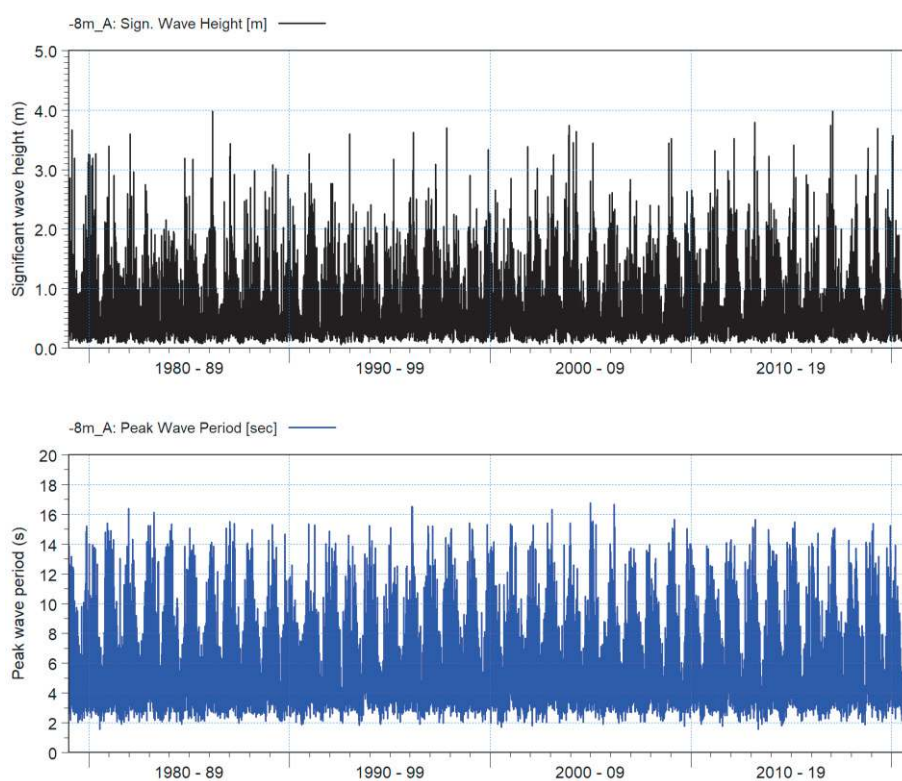 -8m_A: Sign. Wave Height [m]
Significant wave height (m)
5.0
4.0
3.0
2.0
1.0
0.0
1980 - 89 1990 - 99 2000 - 09 2010 - 19
-8m_A: Peak Wave Period [sec]
Peak wave period (s)
20
18
16
14
12
10
8
6
4
2
0
1980 - 89 1990 - 99 2000 - 09 2010 - 19